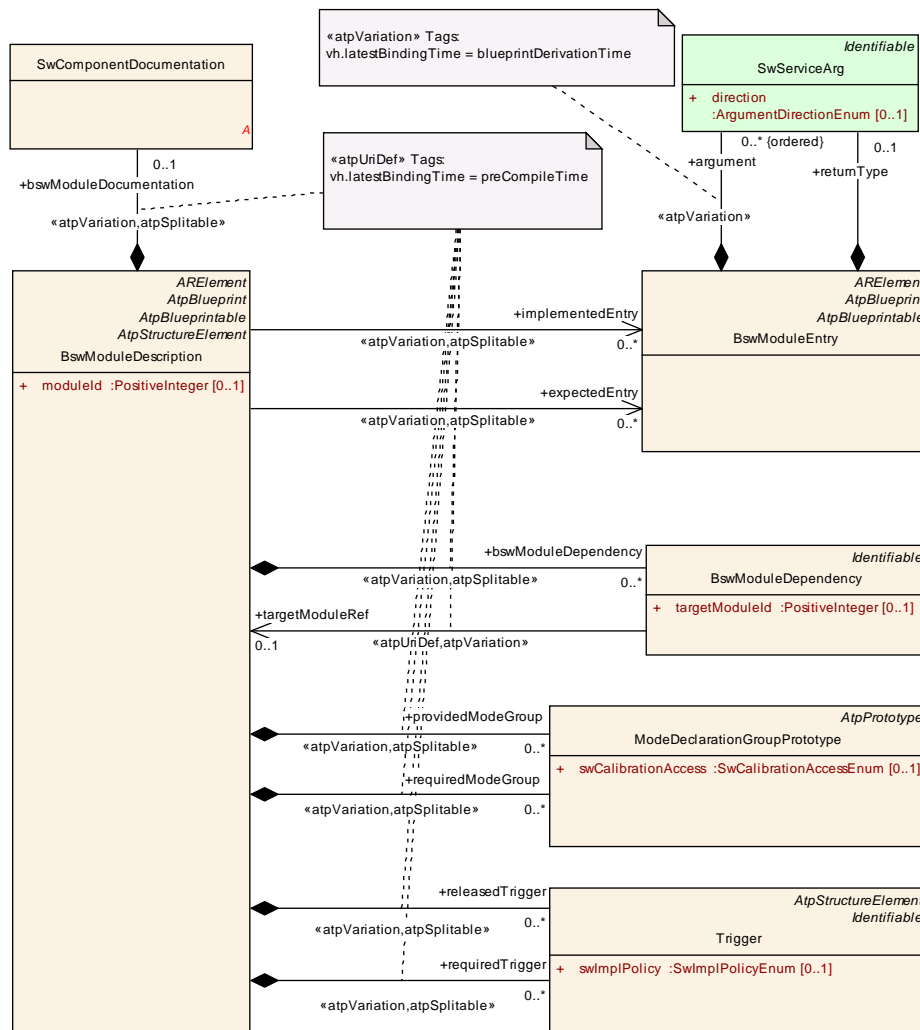 «atpVariation» Tags:
vh.latestBindingTime = blueprintDerivationTime
SwComponentDocumentation
A
Identifiable
SwServiceArg
+ direction
:ArgumentDirectionEnum [0..1]
«atpUriDef» Tags:
vh.latestBindingTime = preCompileTime
0..1
+bswModuleDocumentation
«atpVariation,atpSplitable»
0..* {ordered}
+argument
«atpVariation»
0..1
+returnType
ARElement
AtpBlueprint
AtpBlueprintable
AtpStructureElement
BswModuleDescription
+ moduleId :PositiveInteger [0..1]
ARElement
AtpBlueprint
AtpBlueprintable
BswModuleEntry
+implementedEntry
«atpVariation,atpSplitable»
0..*
+expectedEntry
«atpVariation,atpSplitable»
0..*
+bswModuleDependency
«atpVariation,atpSplitable»
0..*
Identifiable
BswModuleDependency
+ targetModuleId :PositiveInteger [0..1]
+targetModuleRef
0..1
«atpUriDef,atpVariation»
+providedModeGroup
«atpVariation,atpSplitable»
0..*
AtpPrototype
ModeDeclarationGroupPrototype
+ swCalibrationAccess :SwCalibrationAccessEnum [0..1]
+requiredModeGroup
«atpVariation,atpSplitable»
0..*
+releasedTrigger
«atpVariation,atpSplitable»
0..*
AtpStructureElement
Identifiable
Trigger
+ swImplPolicy :SwImplPolicyEnum [0..1]
+requiredTrigger
«atpVariation,atpSplitable»
0..*